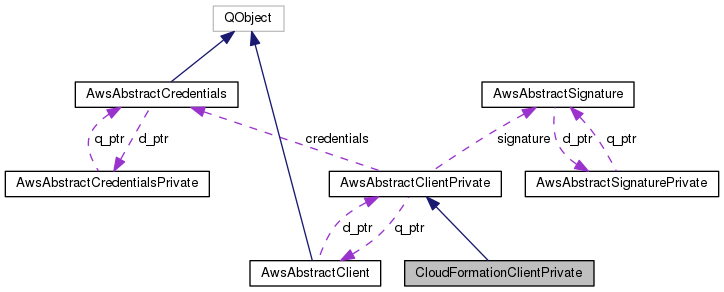 QObject
AwsAbstractCredentials
AwsAbstractSignature
q_ptr
d_ptr
credentials
signature
d_ptr
q_ptr
AwsAbstractCredentialsPrivate
AwsAbstractClientPrivate
AwsAbstractSignaturePrivate
d_ptr
q_ptr
AwsAbstractClient
CloudFormationClientPrivate